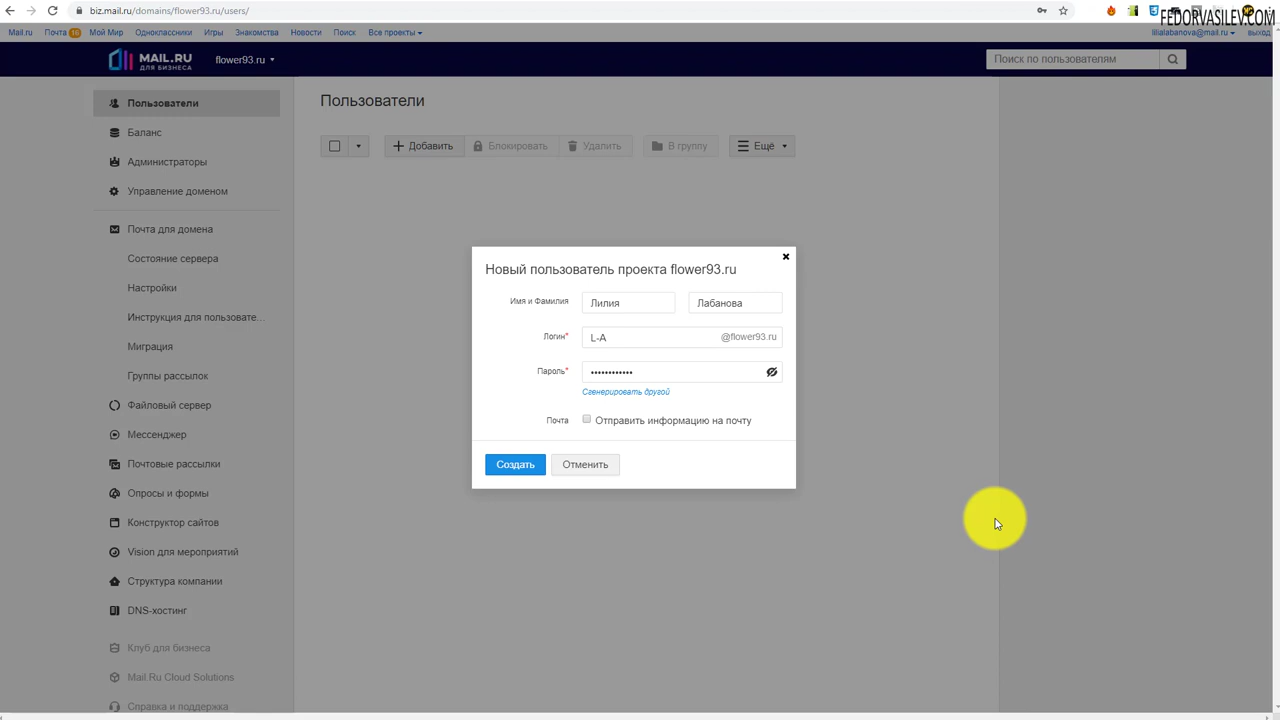 biz.mail.ru/domains/flower93.ru/users/
FEDORVASILEV.COM
Mail.ru Почта 10 Мой Мир Одноклассники Игры Знакомства Новости Поиск Все проекты
lilialabanova@mail.ru выход
MAIL.RU
ДЛЯ БИЗНЕСА
flower93.ru
Поиск по пользователям
Пользователи
Баланс
Администраторы
Управление доменом
Почта для домена
Состояние сервера
Настройки
Инструкция для пользовате...
Миграция
Группы рассылок
Файловый сервер
Мессенджер
Почтовые рассылки
Опросы и формы
Конструктор сайтов
Vision для мероприятий
Структура компании
DNS-хостинг
Клуб для бизнеса
Mail.Ru Cloud Solutions
Справка и поддержка
Пользователи
Добавить Блокировать Удалить В группу Ещё
Новый пользователь проекта flower93.ru
Имя и Фамилия Лилия Лабанова
Логин* L-A @flower93.ru
Пароль* ••••••••••••
Сгенерировать другой
Почта Отправить информацию на почту
Создать Отменить